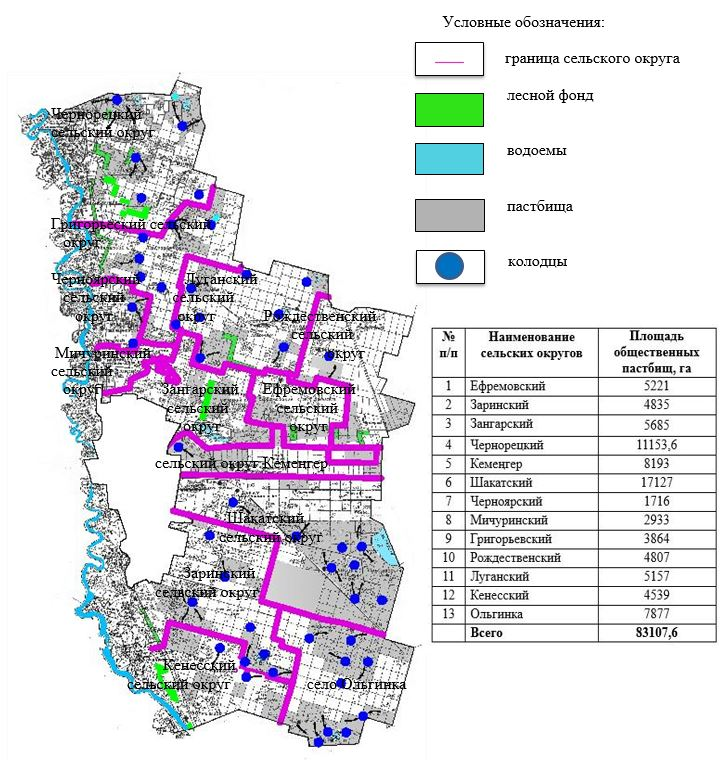 Условные обозначения:
граница сельского округа
лесной фонд
водоемы
пастбища
колодцы
Чернорецкий
сельский округ
Григорьеский сельский
округ
Черноярский
сельский
округ
Луганский
сельский
округ
Рождественский
сельский
округ
Мичуринский
сельский
округ
Зангарский
сельский
округ
Ефремовский
сельский
округ
сельский округ Кеменгер
Шакатский
сельский округ
Заринский
сельский округ
Кенесский
сельский округ
село Ольгинка
№ п/п Наименование сельских округов Площадь общественных пастбищ, га
1 Ефремовский 5221
2 Заринский 4835
3 Зангарский 5685
4 Чернорецкий 11153,6
5 Кеменгер 8193
6 Шакатский 17127
7 Черноярский 1716
8 Мичуринский 2933
9 Григорьевский 3864
10 Рождественский 4807
11 Луганский 5157
12 Кенесский 4539
13 Ольгинка 7877
Всего 83107,6